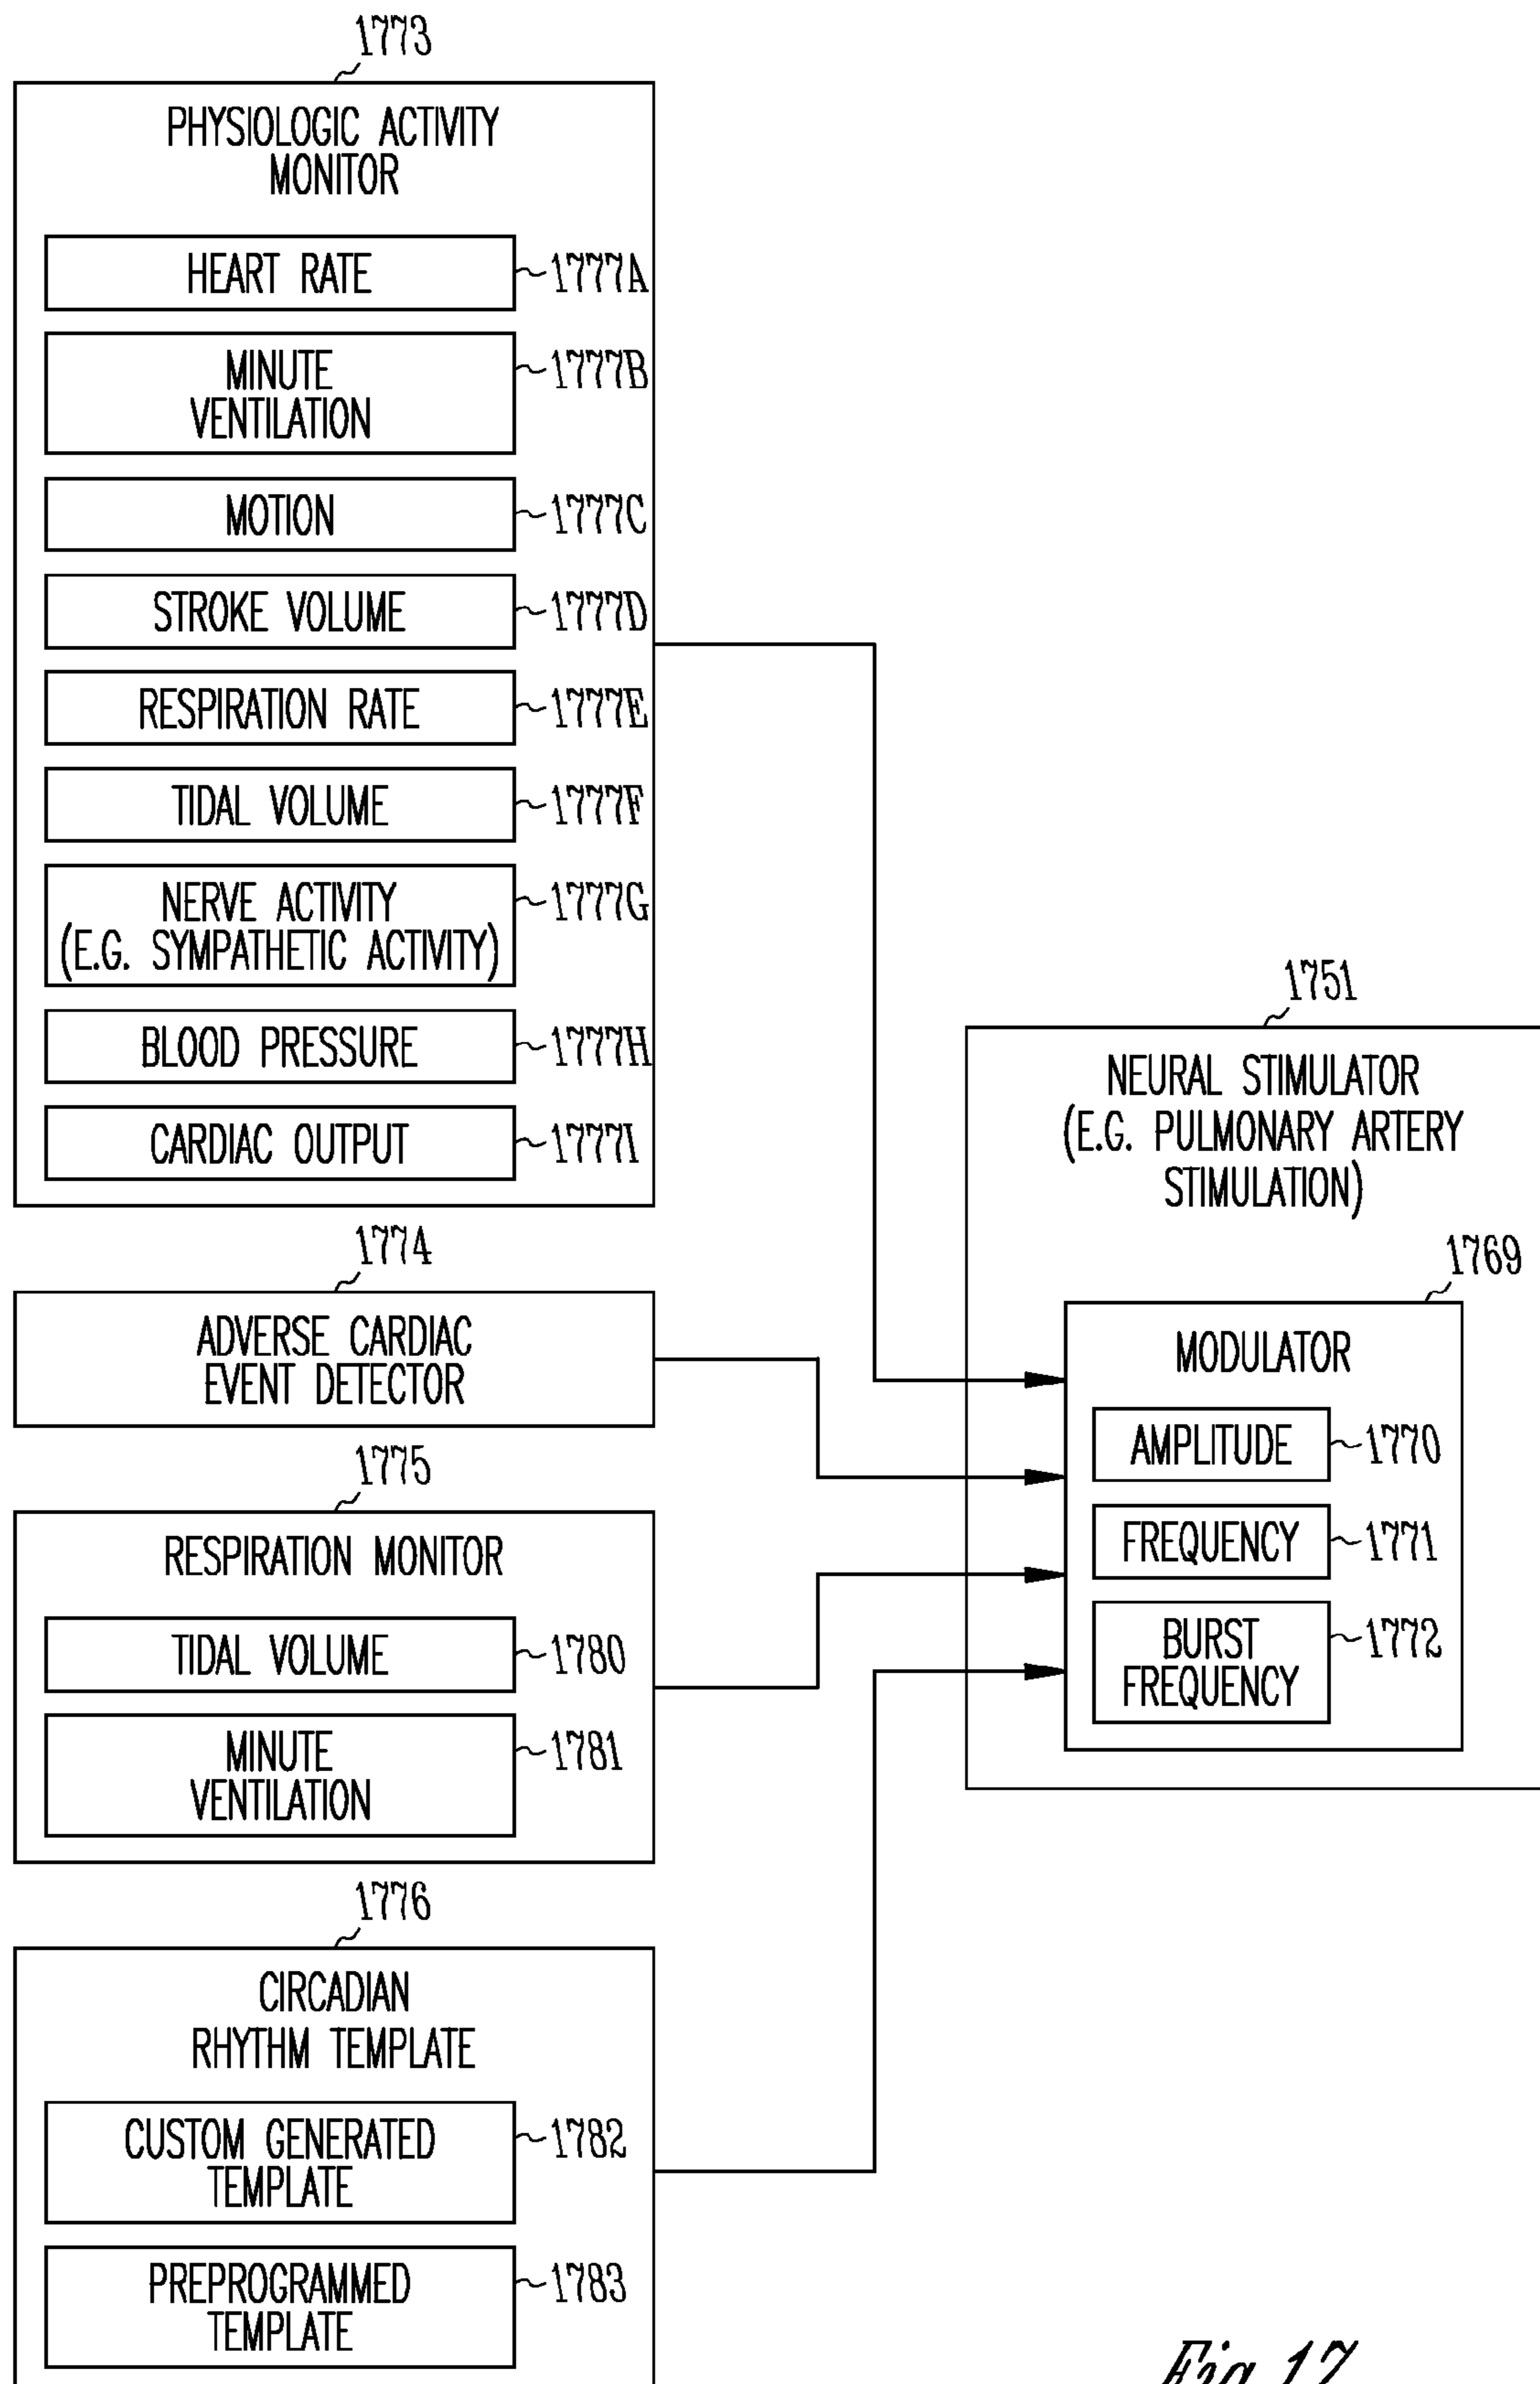 1773
PHYSIOLOGIC ACTIVITY
MONITOR
HEART RATE
1777A
MINUTE
VENTILATION
1777B
MOTION
1777C
STROKE VOLUME
1777D
RESPIRATION RATE
1777E
TIDAL VOLUME
1777F
NERVE ACTIVITY
(E.G. SYMPATHETIC ACTIVITY)
1777G
BLOOD PRESSURE
1777H
CARDIAC OUTPUT
1777I
1774
ADVERSE CARDIAC
EVENT DETECTOR
1775
RESPIRATION MONITOR
TIDAL VOLUME
1780
MINUTE
VENTILATION
1781
1776
CIRCADIAN
RHYTHM TEMPLATE
CUSTOM GENERATED
TEMPLATE
1782
PREPROGRAMMED
TEMPLATE
1783
1751
NEURAL STIMULATOR
(E.G. PULMONARY ARTERY
STIMULATION)
1769
MODULATOR
AMPLITUDE
1770
FREQUENCY
1771
BURST
FREQUENCY
1772
Fig.17